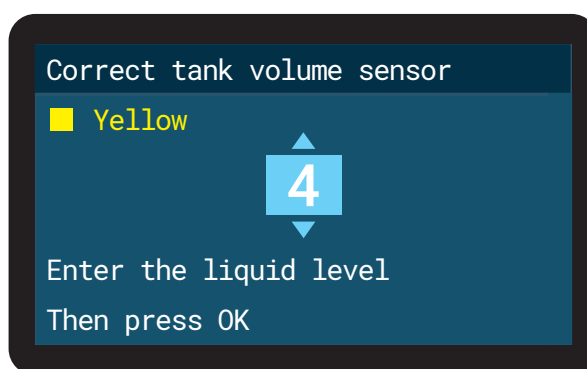 Correct tank volume sensor
Yellow
4
Enter the liquid level
Then press OK